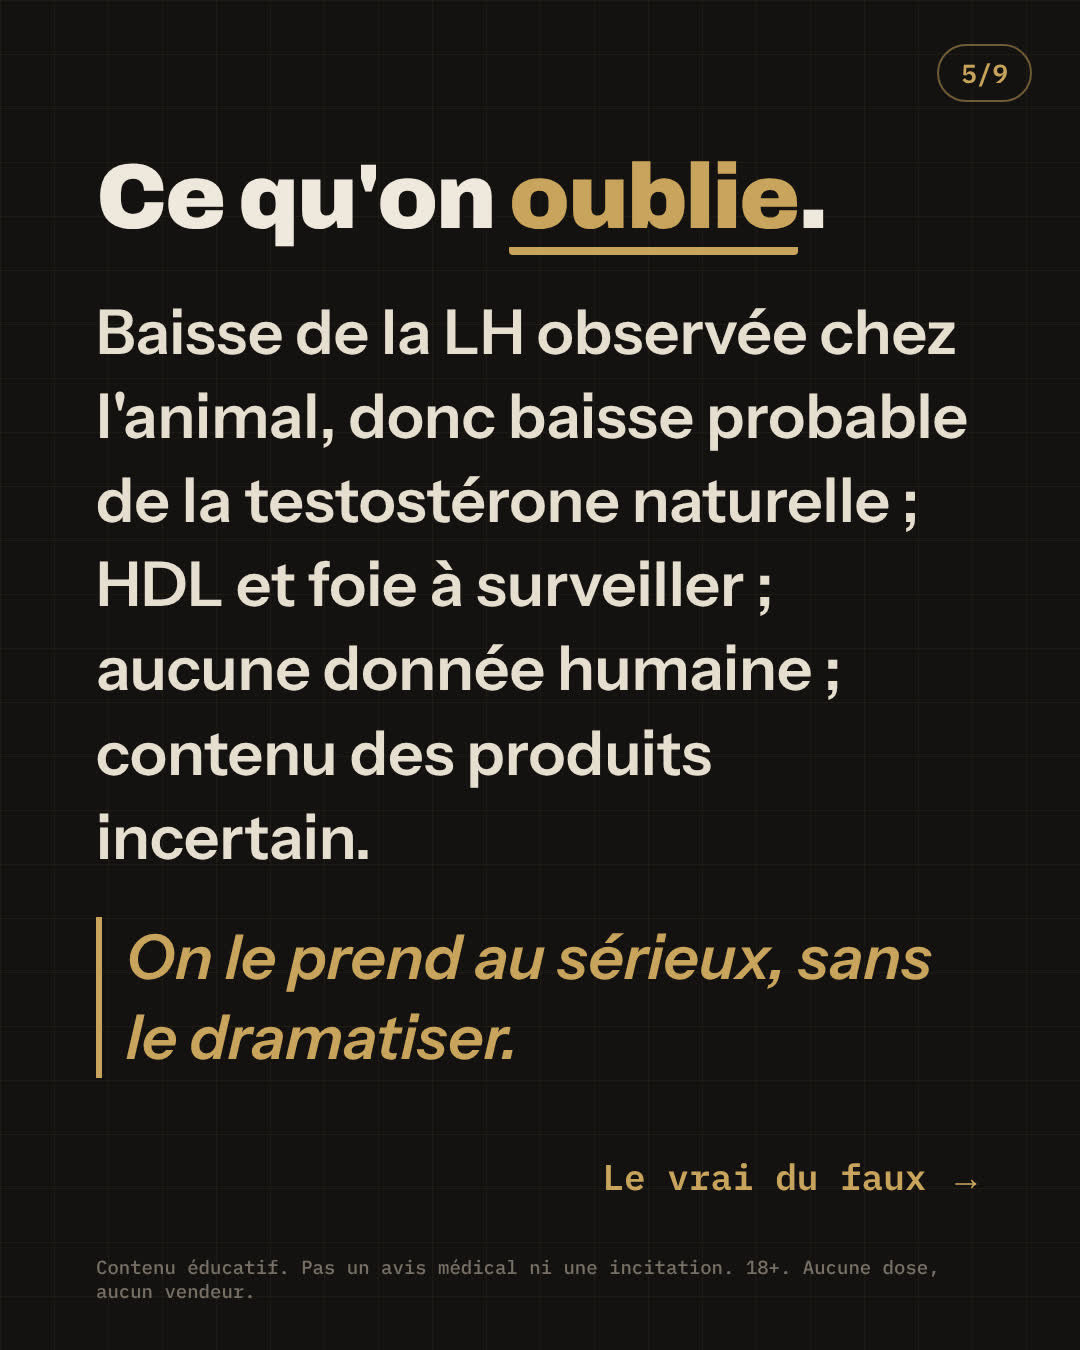 5/9
Ce qu'on oublie.
Baisse de la LH observée chez
l'animal, donc baisse probable
de la testostérone naturelle ;
HDL et foie à surveiller ;
aucune donnée humaine ;
contenu des produits
incertain.
On le prend au sérieux, sans
le dramatiser.
Le vrai du faux →
Contenu éducatif. Pas un avis médical ni une incitation. 18+. Aucune dose,
aucun vendeur.